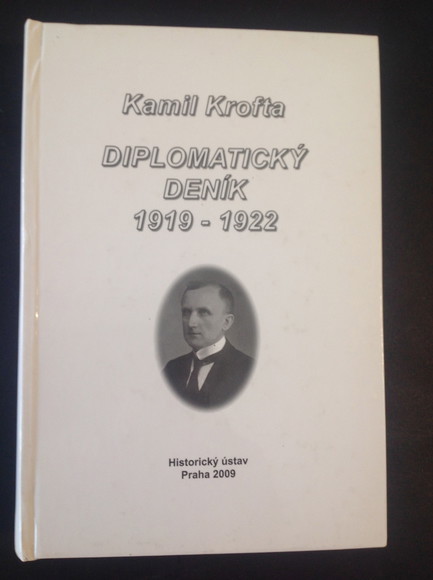 Kamil Krofta
DIPLOMATICKÝ
DENÍK
1919 - 1922
Historický ústav
Praha 2009